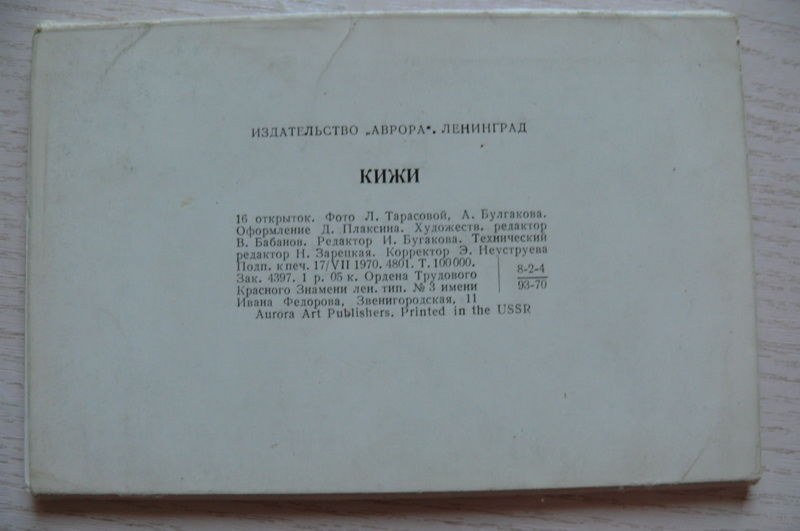 ИЗДАТЕЛЬСТВО „АВРОРА“. ЛЕНИНГРАД
КИЖИ
16 открыток. Фото Л. Тарасовой, А. Булгакова.
Оформление Д. Плаксина. Художеств. редактор
В. Бабанов. Редактор И. Бугакова. Технический
редактор Н. Зарецкая. Корректор Э. Неуструева
Подп. к печ. 17/VII 1970. 4801. Т. 100 000.
Зак. 4397. 1 р. 05 к. Ордена Трудового
Красного Знамени лен. тип. № 3 имени
Ивана Федорова, Звенигородская, 11
8-2-4
93-70
Aurora Art Publishers. Printed in the USSR